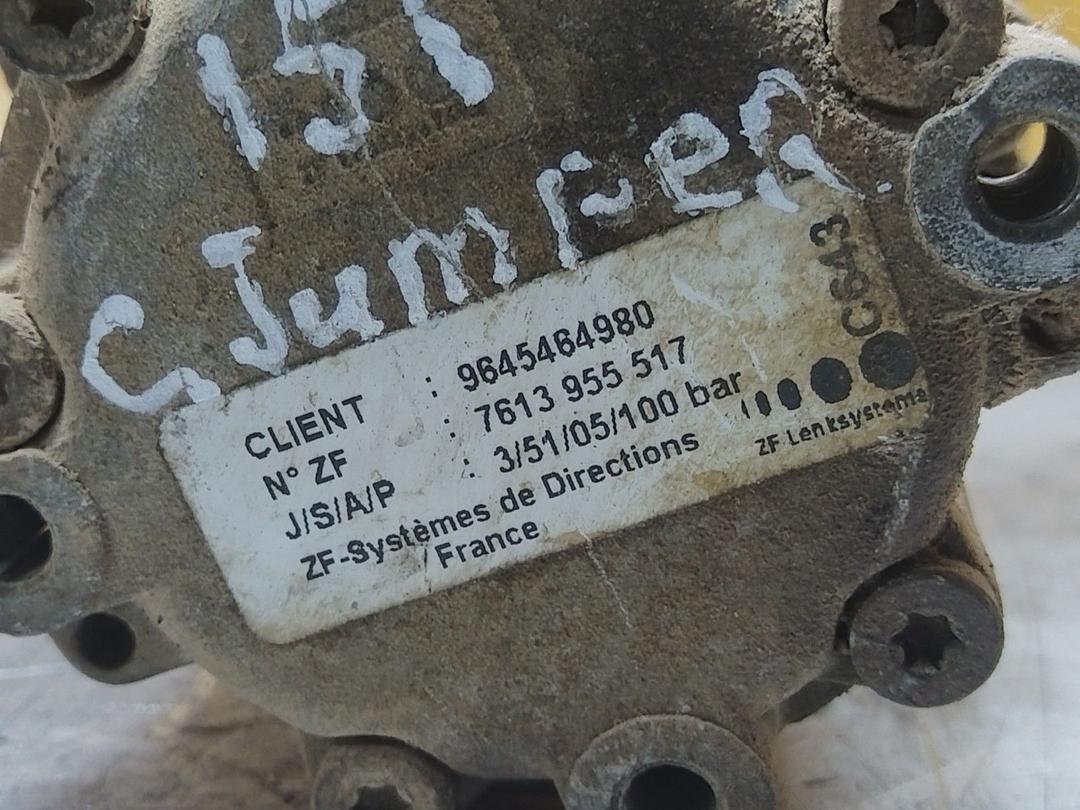 151
C Jumper
CLIENT : 9645464980
N° ZF : 7613 955 517
J/S/A/P : 3/51/05/100 bar
ZF-Systèmes de Directions
France
ZF Lenksysteme
C643